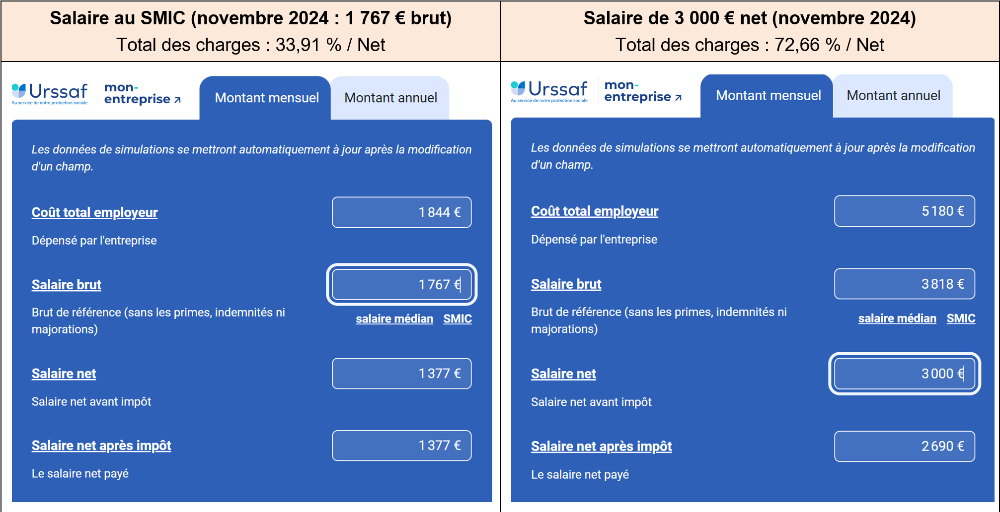 Salaire au SMIC (novembre 2024 : 1 767 € brut)
Total des charges : 33,91 % / Net
Urssaf
Au service de notre protection sociale
mon-
entreprise ↗
Montant mensuel
Montant annuel
Les données de simulations se mettront automatiquement à jour après la modification
d'un champ.
Coût total employeur
1 844 €
Dépensé par l'entreprise
Salaire brut
1 767 €
Brut de référence (sans les primes, indemnités ni
majorations)
salaire médian SMIC
Salaire net
1 377 €
Salaire net avant impôt
Salaire net après impôt
1 377 €
Le salaire net payé
Salaire de 3 000 € net (novembre 2024)
Total des charges : 72,66 % / Net
Urssaf
Au service de notre protection sociale
mon-
entreprise ↗
Montant mensuel
Montant annuel
Les données de simulations se mettront automatiquement à jour après la modification
d'un champ.
Coût total employeur
5 180 €
Dépensé par l'entreprise
Salaire brut
3 818 €
Brut de référence (sans les primes, indemnités ni
majorations)
salaire médian SMIC
Salaire net
3 000 €
Salaire net avant impôt
Salaire net après impôt
2 690 €
Le salaire net payé